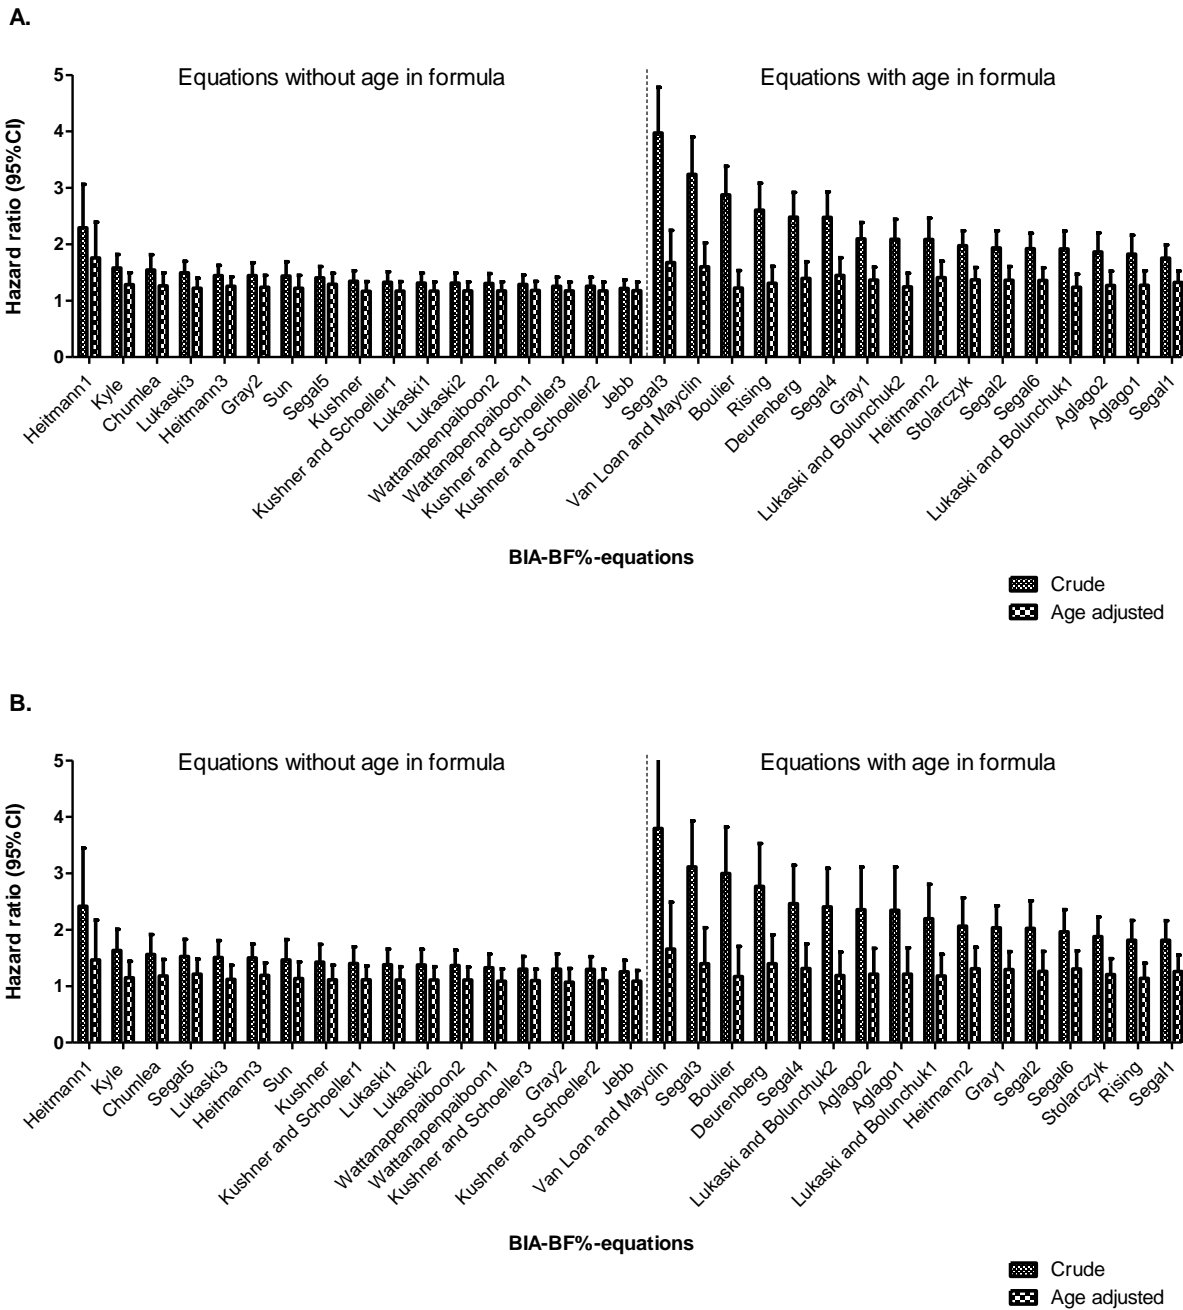 A.
Equations without age in formula
Equations with age in formula
Hazard ratio (95%CI)
5
4
3
2
1
0
Heitmann1
Kyle
Chumlea
Lukaski3
Heitmann3
Gray2
Sun
Segal5
Kushner
Kushner and Schoeller1
Lukaski1
Lukaski2
Wattanapenpaiboon2
Wattanapenpaiboon1
Kushner and Schoeller3
Kushner and Schoeller2
Jebb
Segal3
Van Loan and Mayclin
Boulier
Rising
Deurenberg
Segal4
Gray1
Lukaski and Bolunchuk2
Heitmann2
Stolarczyk
Segal2
Segal6
Lukaski and Bolunchuk1
Aglago2
Aglago1
Segal1
BIA-BF%-equations
Crude
Age adjusted
B.
Equations without age in formula
Equations with age in formula
Hazard ratio (95%CI)
5
4
3
2
1
0
Heitmann1
Kyle
Chumlea
Segal5
Lukaski3
Heitmann3
Sun
Kushner
Kushner and Schoeller1
Lukaski1
Lukaski2
Wattanapenpaiboon2
Wattanapenpaiboon1
Kushner and Schoeller3
Gray2
Kushner and Schoeller2
Jebb
Van Loan and Mayclin
Segal3
Boulier
Deurenberg
Segal4
Lukaski and Bolunchuk2
Aglago2
Aglago1
Lukaski and Bolunchuk1
Heitmann2
Gray1
Segal2
Segal6
Stolarczyk
Rising
Segal1
BIA-BF%-equations
Crude
Age adjusted